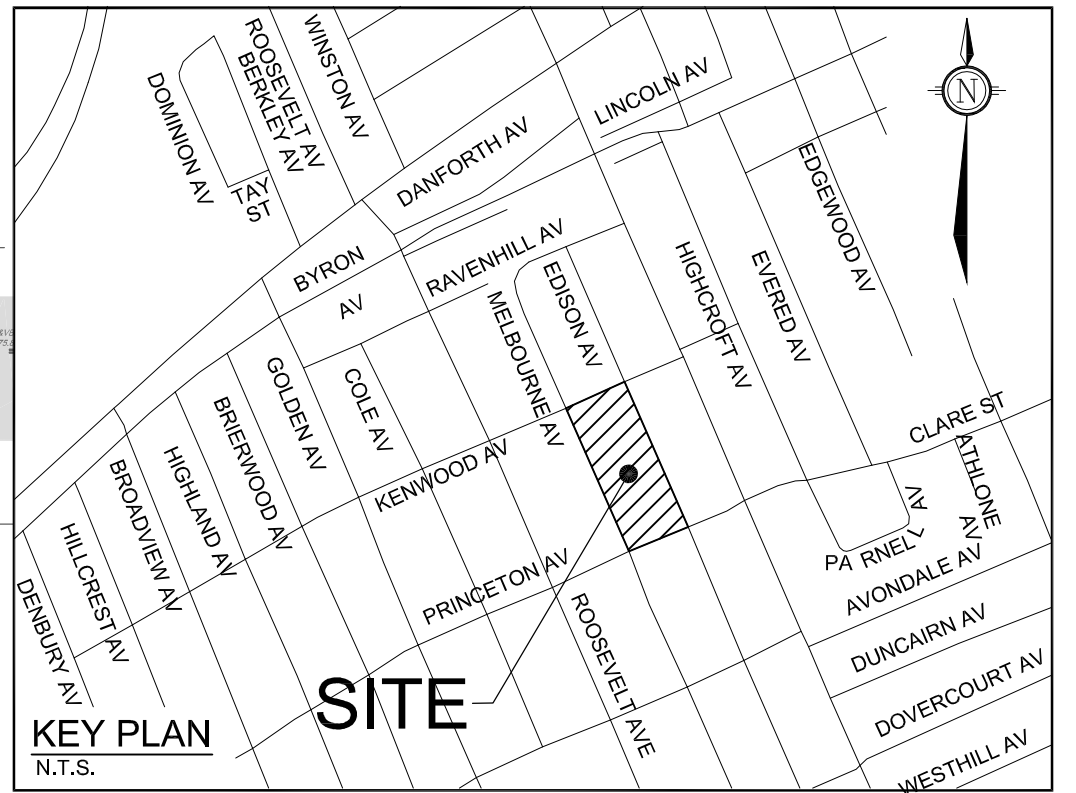 ROOSEVELT AV
BERKLEY AV
WINSTON AV
DOMINION AV
TAY
ST
LINCOLN AV
DANFORTH AV
N
EDGEWOOD AV
BYRON
AV
RAVENHILL AV
EDISON AV
HIGHCROFT AV
EVERED AV
MELBOURNE AV
GOLDEN AV
COLE AV
BRIERWOOD AV
HIGHLAND AV
BROADVIEW AV
HILLCREST AV
DENBURY AV
KENWOOD AV
CLARE ST
ATHLONE
AV
PA RNELL
AV
PRINCETON AV
ROOSEVELT AVE
AVONDALE AV
DUNCAIRN AV
DOVERCOURT AV
WESTHILL AV
SITE
KEY PLAN
N.T.S.